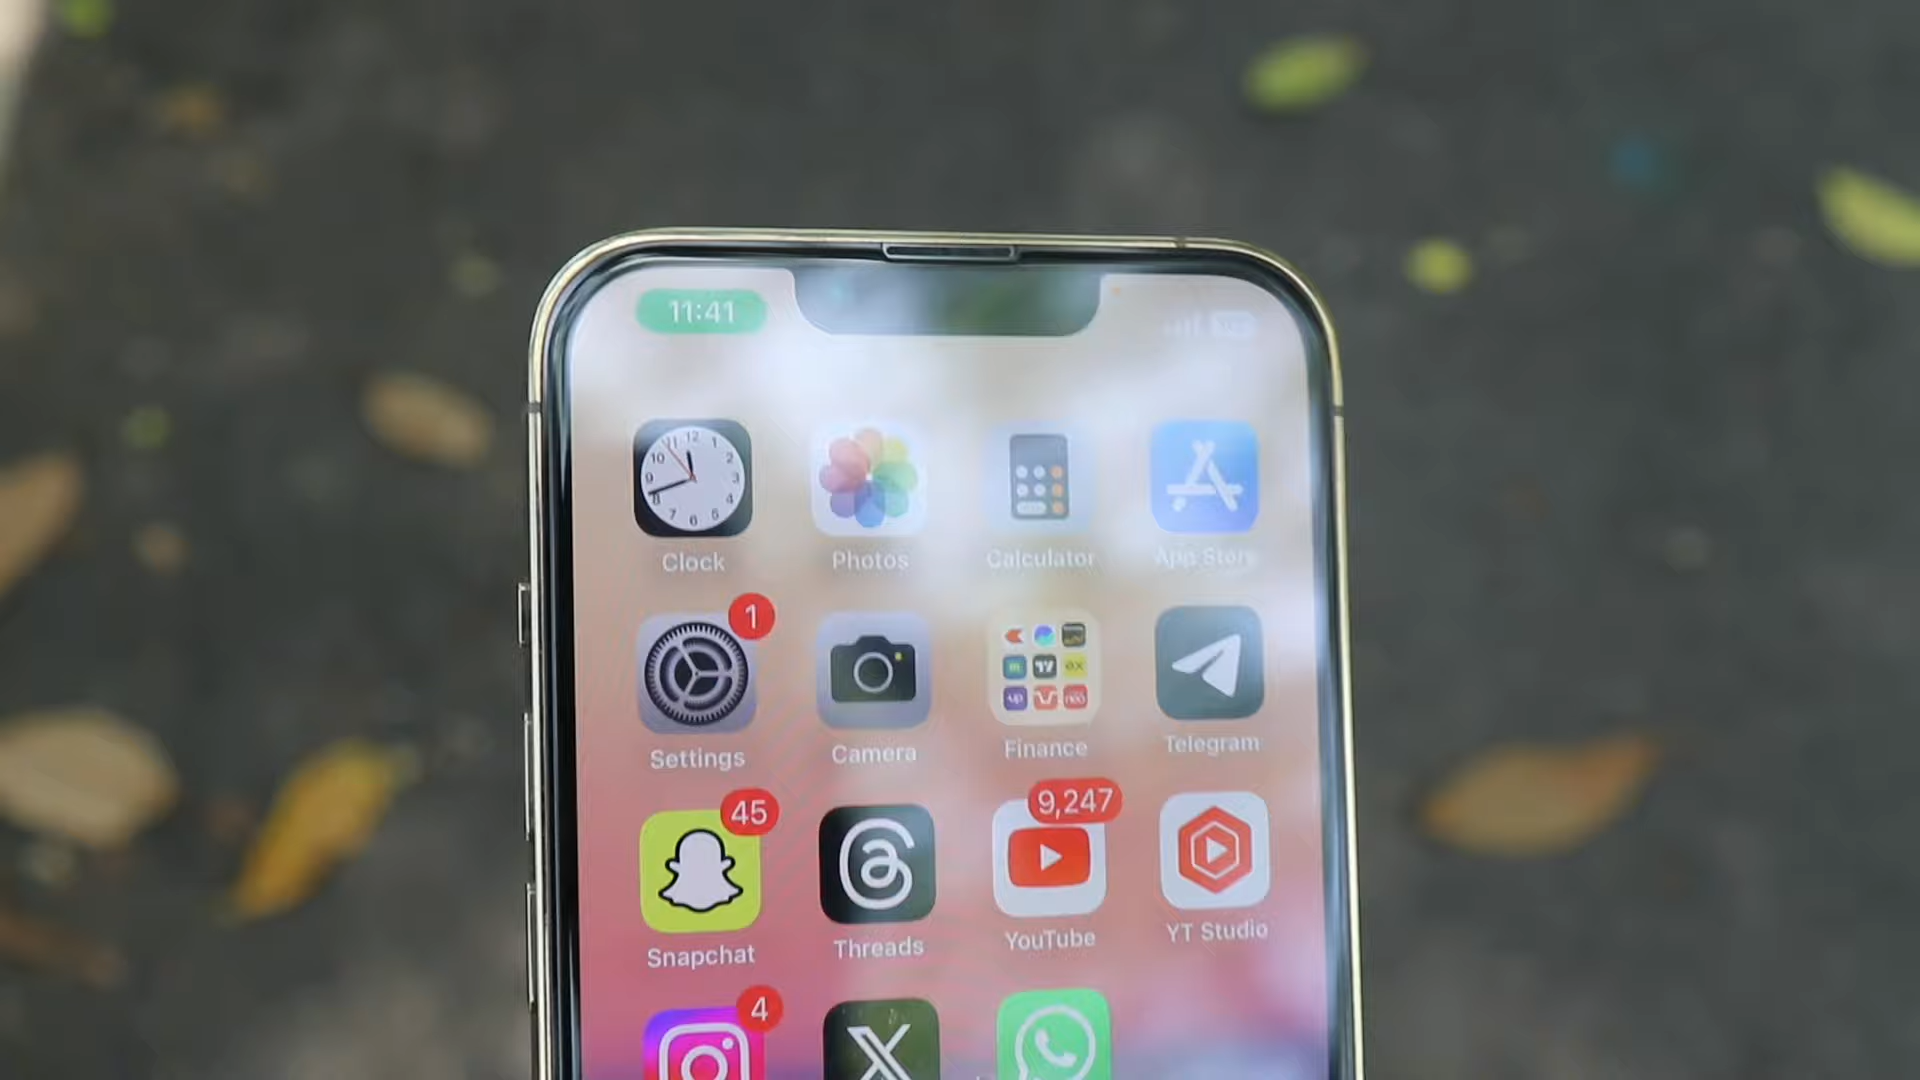 11:41
Clock Photos Calculator App Store
1
Settings Camera Finance Telegram
45 9,247
Snapchat Threads YouTube YT Studio
4